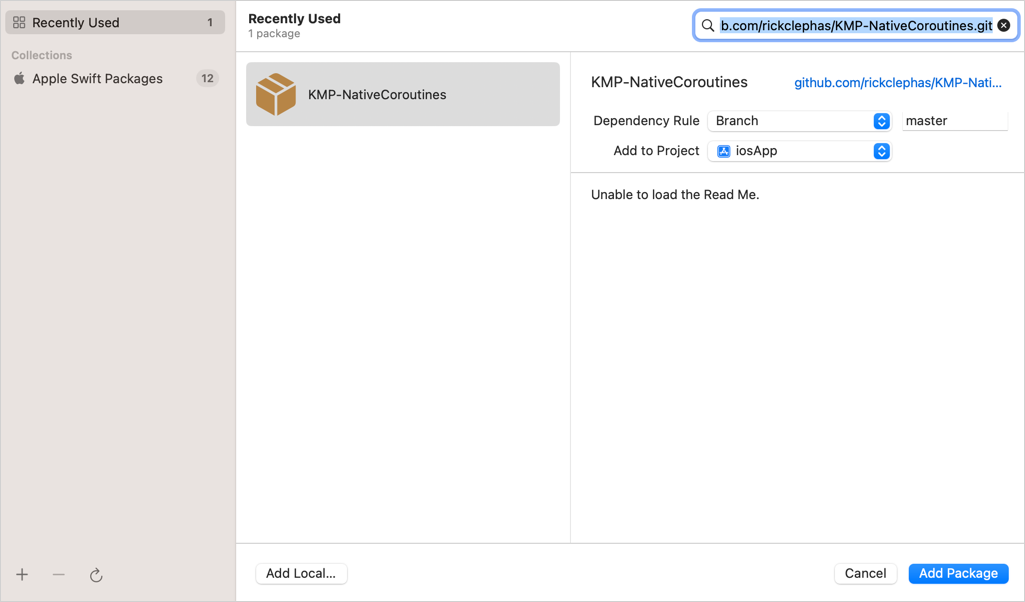 Recently Used 1
Collections
Apple Swift Packages 12
Recently Used
1 package
b.com/rickclephas/KMP-NativeCoroutines.git
KMP-NativeCoroutines
KMP-NativeCoroutines github.com/rickclephas/KMP-Nati...
Dependency Rule Branch master
Add to Project iosApp
Unable to load the Read Me.
Add Local... Cancel Add Package